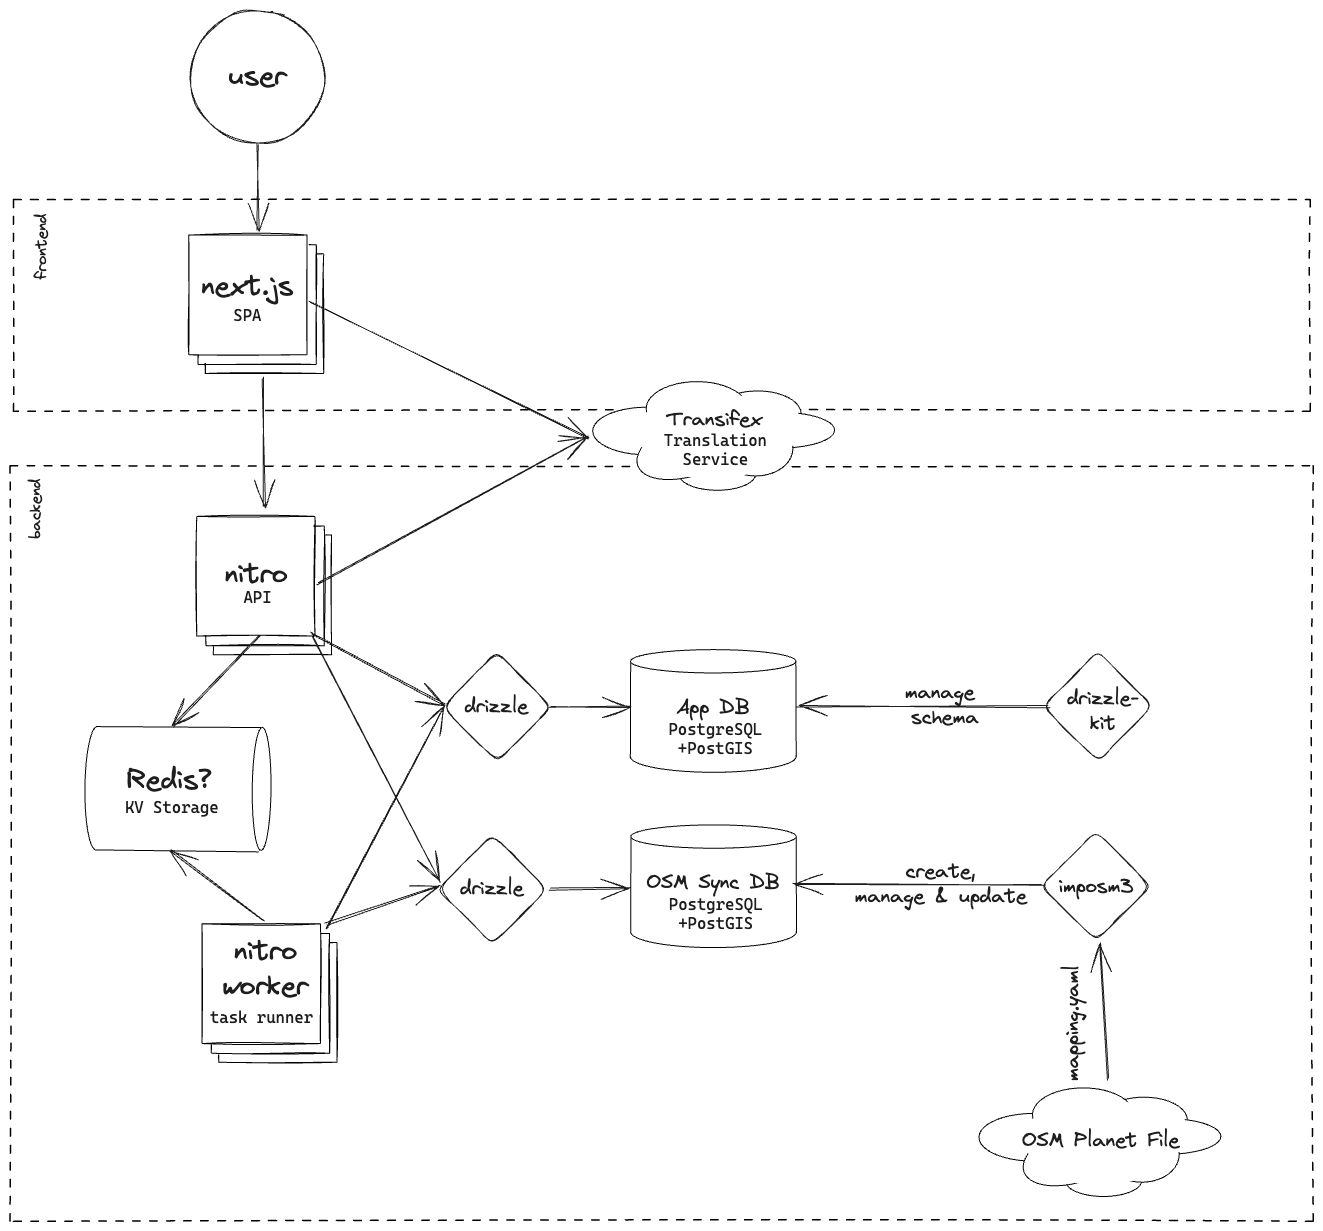 user
frontend
next.js
SPA
Transifex
Translation
Service
backend
nitro
API
drizzle
App DB
PostgreSQL
+PostGIS
manage
schema
drizzle-
kit
Redis?
KV Storage
drizzle
OSM Sync DB
PostgreSQL
+PostGIS
create,
manage & update
imposm3
nitro
worker
task runner
mapping.yaml
OSM Planet File